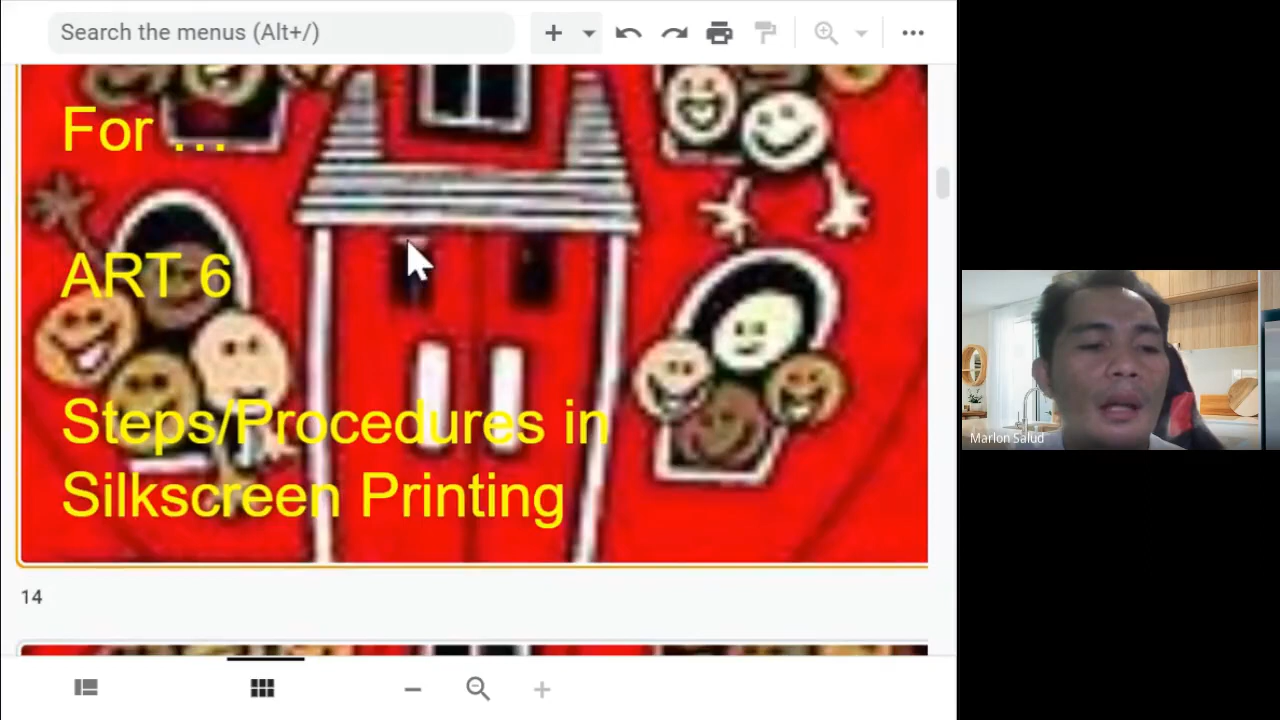 Search the menus (Alt+/)
For ...
ART 6
Steps/Procedures in
Silkscreen Printing
14
Marlon Salud